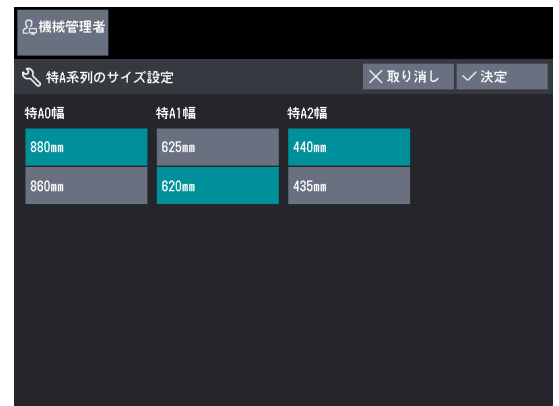 機械管理者
特A系列のサイズ設定 取り消し 決定
特A0幅 特A1幅 特A2幅
880mm 625mm 440mm
860mm 620mm 435mm